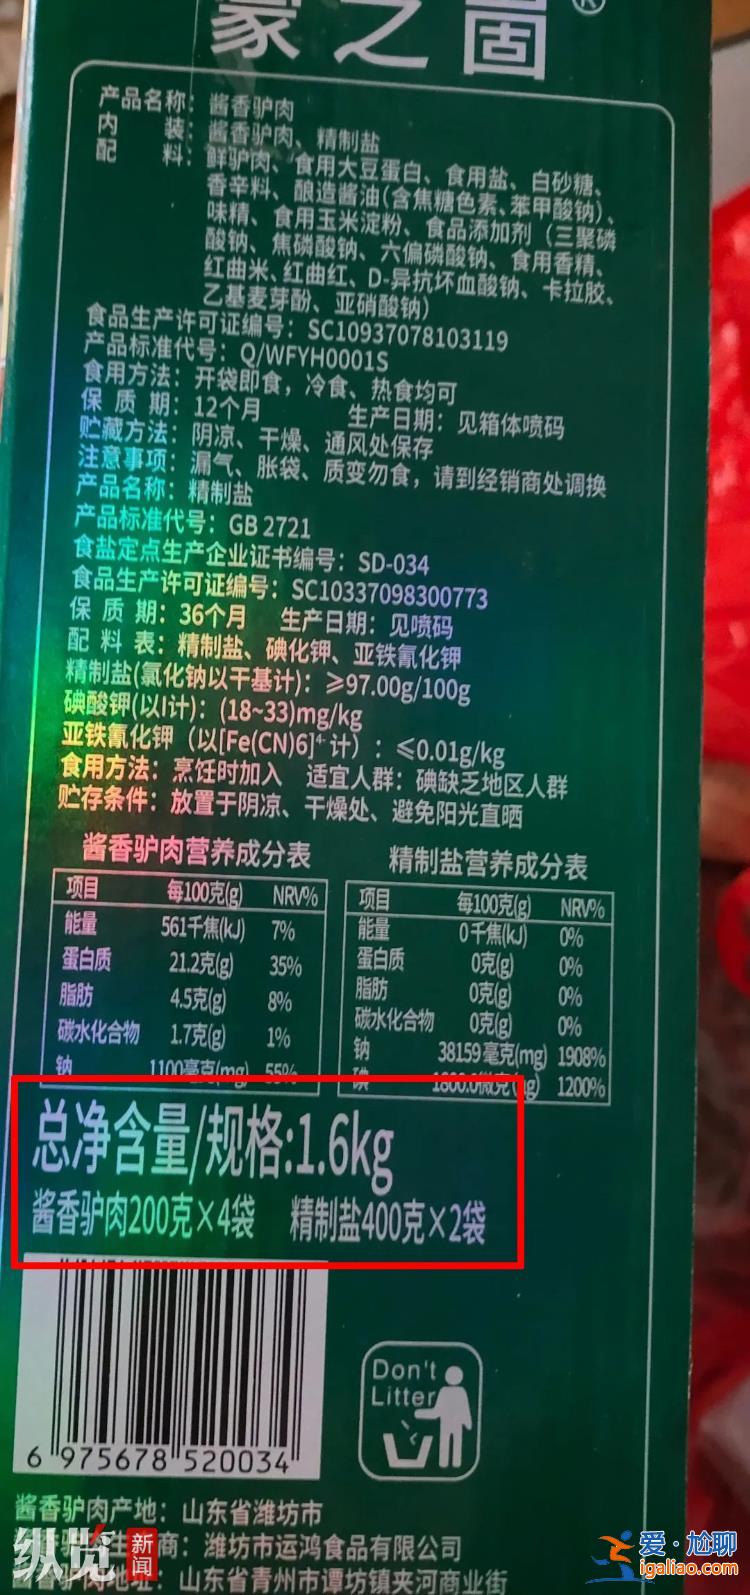 蒙之固®
产品名称：酱香驴肉
内 装：酱香驴肉、精制盐
配 料：鲜驴肉、食用大豆蛋白、食用盐、白砂糖、
香辛料、酿造酱油(含焦糖色素、苯甲酸钠)、
味精、食用玉米淀粉、食品添加剂（三聚磷
酸钠、焦磷酸钠、六偏磷酸钠、食用香精、
红曲米、红曲红、D-异抗坏血酸钠、卡拉胶、
乙基麦芽酚、亚硝酸钠）
食品生产许可证编号：SC10937078103119
产品标准代号：Q/WFYH0001S
食用方法：开袋即食，冷食、热食均可
保 质 期：12个月 生产日期：见箱体喷码
贮藏方法：阴凉、干燥、通风处保存
注意事项：漏气、胀袋、质变勿食，请到经销商处调换
产品名称：精制盐
产品标准代号：GB 2721
食盐定点生产企业证书编号：SD-034
食品生产许可证编号：SC10337098300773
保 质 期：36个月 生产日期：见喷码
配 料 表：精制盐、碘化钾、亚铁氰化钾
精制盐(氯化钠以干基计)：≥97.00g/100g
碘酸钾(以I计)：(18~33)mg/kg
亚铁氰化钾（以[Fe(CN)6]⁴⁻计）：≤0.01g/kg
食用方法：烹饪时加入 适宜人群：碘缺乏地区人群
贮存条件：放置于阴凉、干燥处、避免阳光直晒
酱香驴肉营养成分表
项目 每100克(g) NRV%
能量 561千焦(kJ) 7%
蛋白质 21.2克(g) 35%
脂肪 4.5克(g) 8%
碳水化合物 1.7克(g) 1%
钠 1100毫克(mg) 55%
精制盐营养成分表
项目 每100克(g) NRV%
能量 0千焦(kJ) 0%
蛋白质 0克(g) 0%
脂肪 0克(g) 0%
碳水化合物 0克(g) 0%
钠 38159毫克(mg) 1908%
碘 1800.0微克(μg) 1200%
总净含量/规格:1.6kg
酱香驴肉200克×4袋 精制盐400克×2袋
6 975678 520034
Don't
Litter
酱香驴肉产地：山东省潍坊市
商：潍坊市运鸿食品有限公司
地址：山东省青州市谭坊镇夹河商业街
纵览新闻
爱·尬聊
igaliao.com